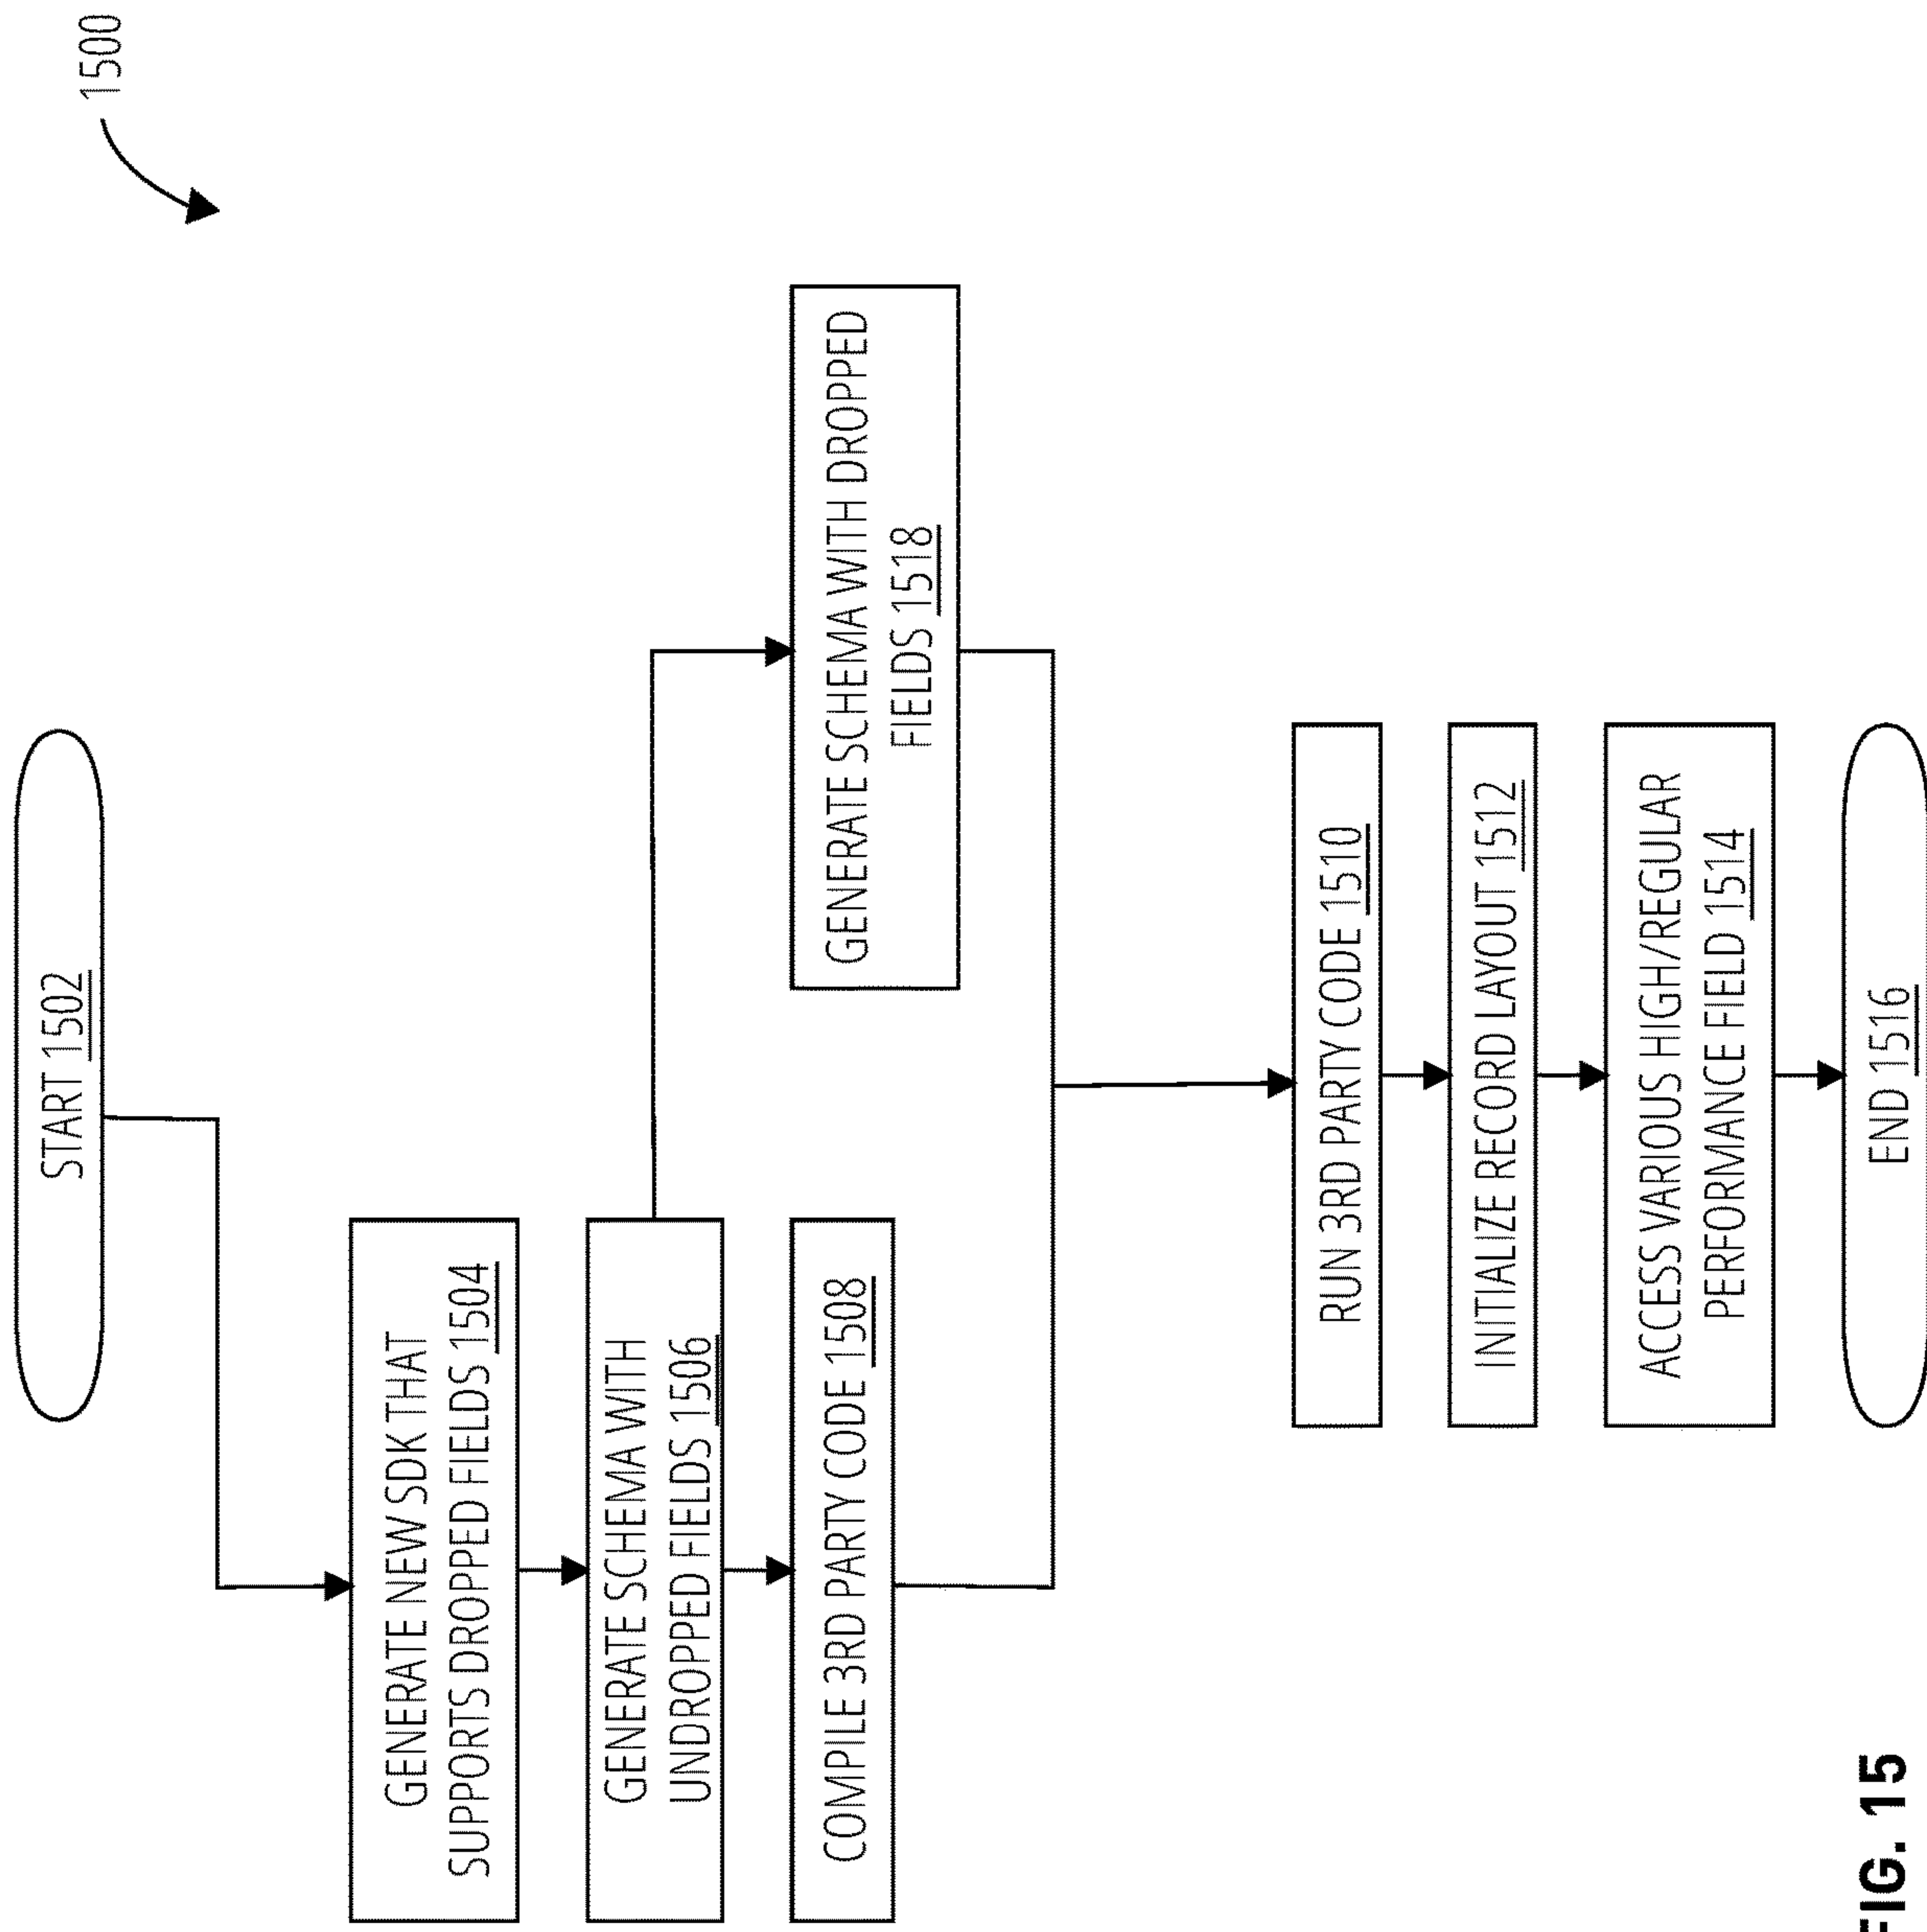 1500
START 1502
GENERATE NEW SDK THAT
SUPPORTS DROPPED FIELDS 1504
GENERATE SCHEMA WITH
UNDROPPED FIELDS 1506
COMPILE 3RD PARTY CODE 1508
GENERATE SCHEMA WITH DROPPED
FIELDS 1518
RUN 3RD PARTY CODE 1510
INITIALIZE RECORD LAYOUT 1512
ACCESS VARIOUS HIGH/REGULAR
PERFORMANCE FIELD 1514
END 1516
FIG. 15